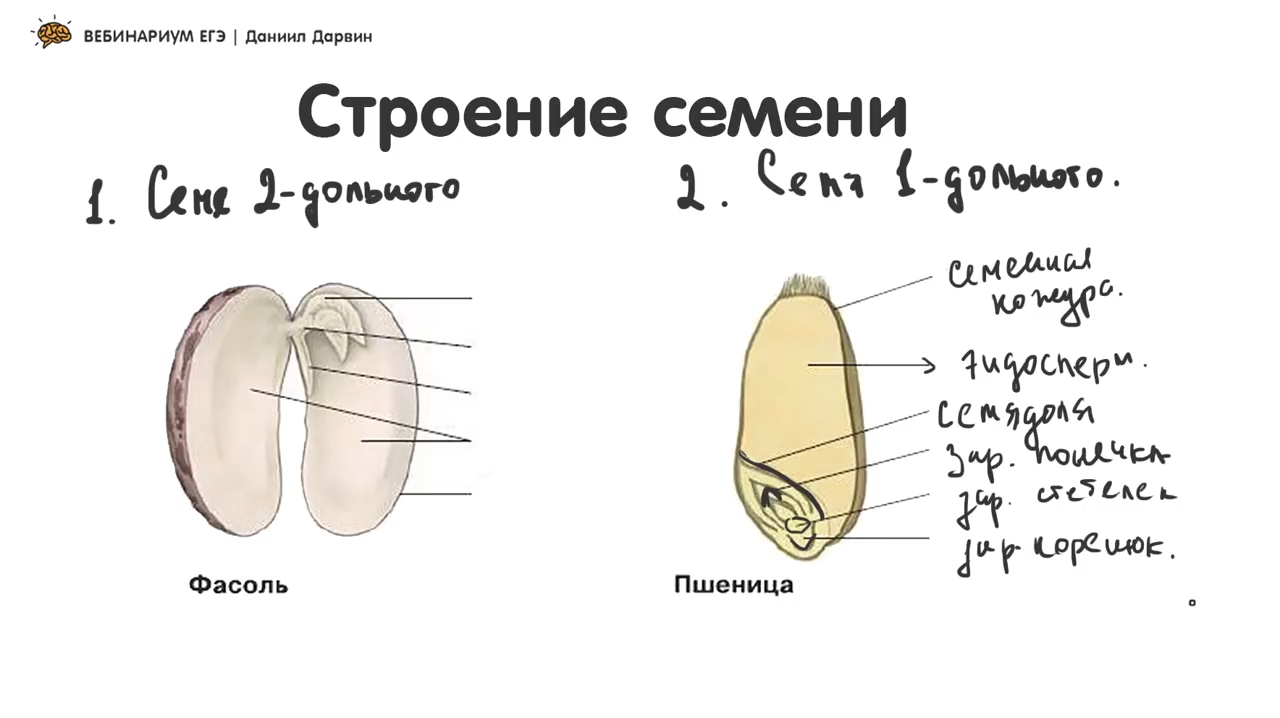 ВЕБИНАРИУМ ЕГЭ | Даниил Дарвин
Строение семени
1. Семя 2-дольного
2. Семя 1-дольного.
семенная
кожура.
Эндосперм.
семядоля
Зар. почечка
зар. стебелек
зар. корешок.
Фасоль
Пшеница